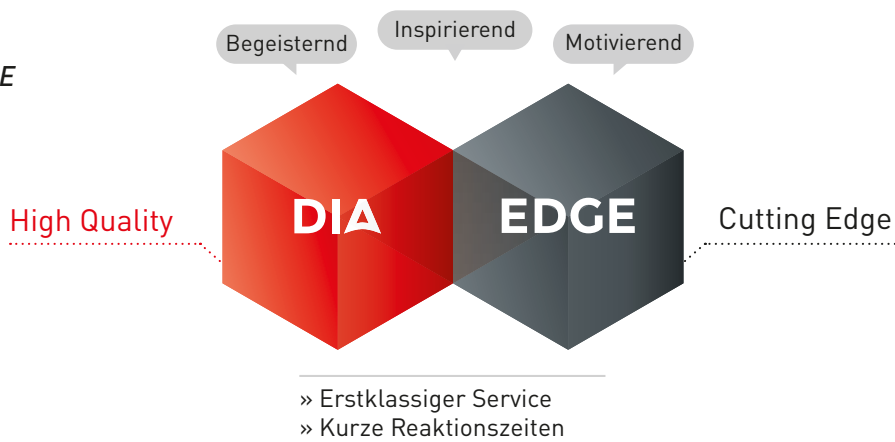 Begeisternd
Inspirierend
Motivierend
E
High Quality
DIA
EDGE
Cutting Edge
» Erstklassiger Service
» Kurze Reaktionszeiten